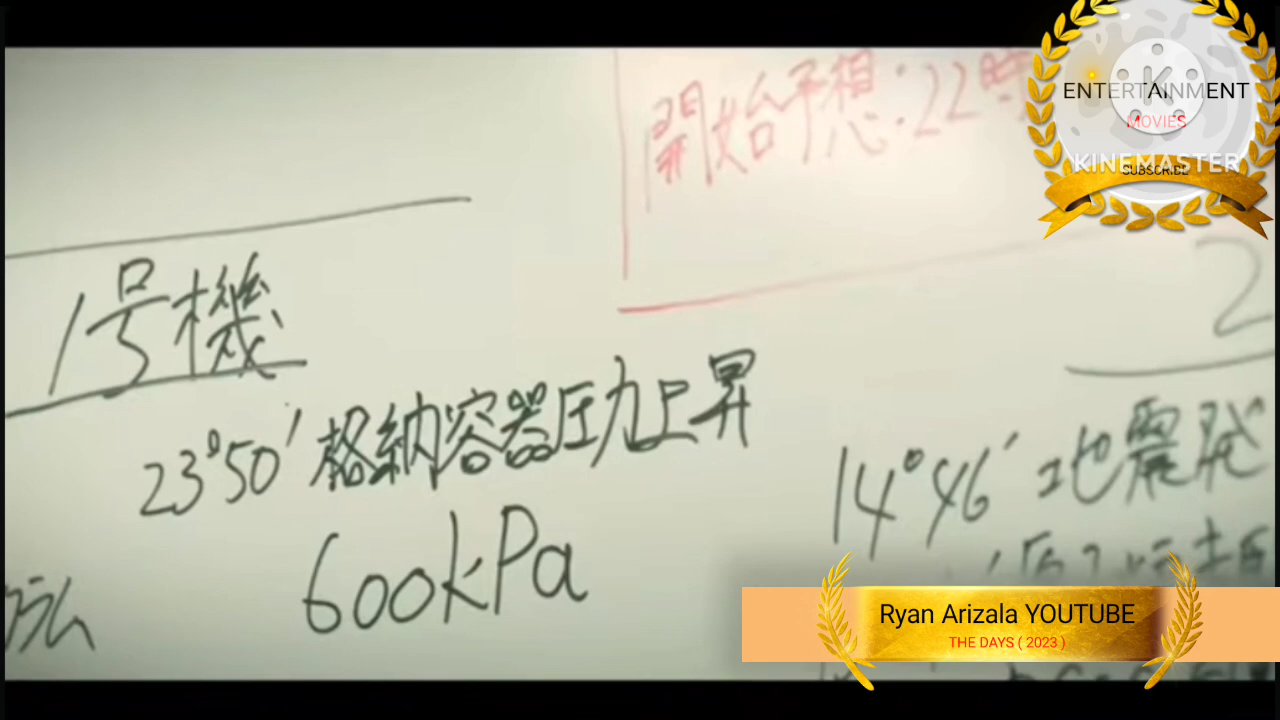 開始予想:22時
ENTERTAINMENT
MOVIES
KINEMASTER
SUBSCRIBE
1号機
2
23°50′格納容器圧力上昇
600kPa
14°46′地震発
Ryan Arizala YOUTUBE
THE DAYS ( 2023 )